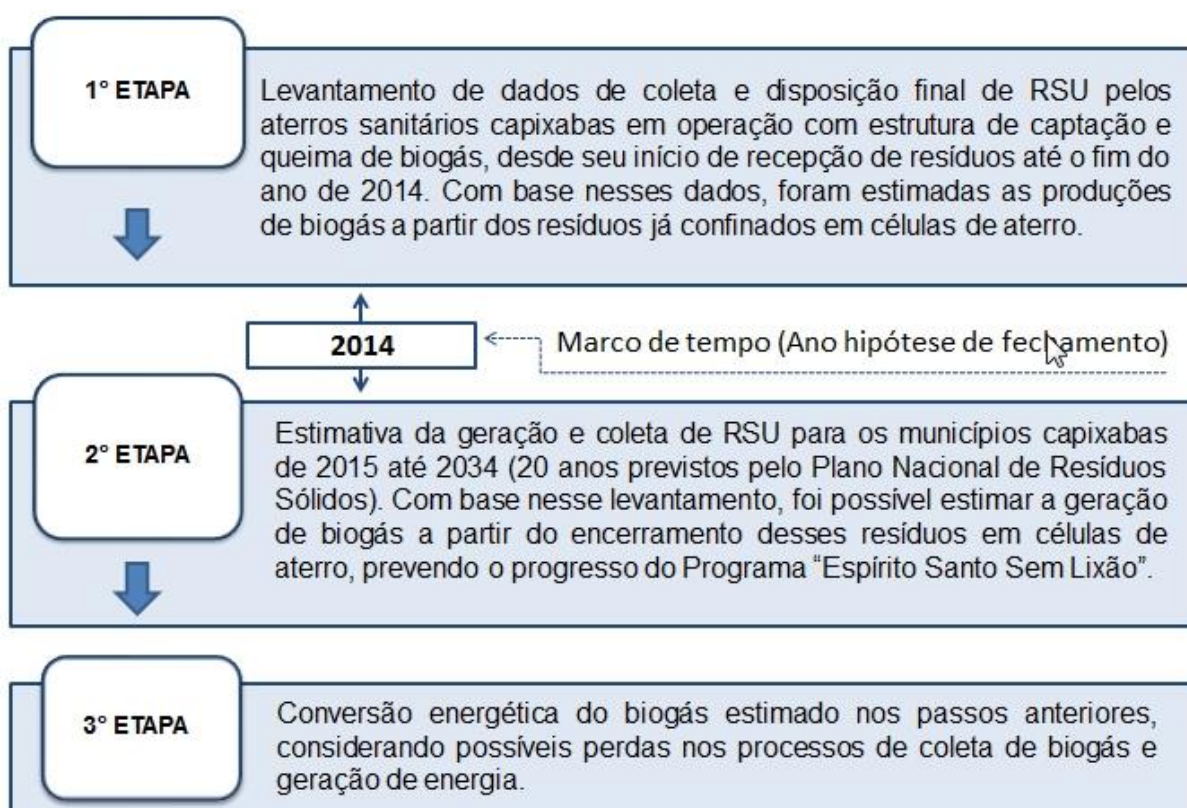 1° ETAPA
Levantamento de dados de coleta e disposição final de RSU pelos
aterros sanitários capixabas em operação com estrutura de captação e
queima de biogás, desde seu início de recepção de resíduos até o fim do
ano de 2014. Com base nesses dados, foram estimadas as produções
de biogás a partir dos resíduos já confinados em células de aterro.
2014
Marco de tempo (Ano hipótese de fechamento)
2° ETAPA
Estimativa da geração e coleta de RSU para os municípios capixabas
de 2015 até 2034 (20 anos previstos pelo Plano Nacional de Resíduos
Sólidos). Com base nesse levantamento, foi possível estimar a geração
de biogás a partir do encerramento desses resíduos em células de
aterro, prevendo o progresso do Programa “Espírito Santo Sem Lixão”.
3° ETAPA
Conversão energética do biogás estimado nos passos anteriores,
considerando possíveis perdas nos processos de coleta de biogás e
geração de energia.